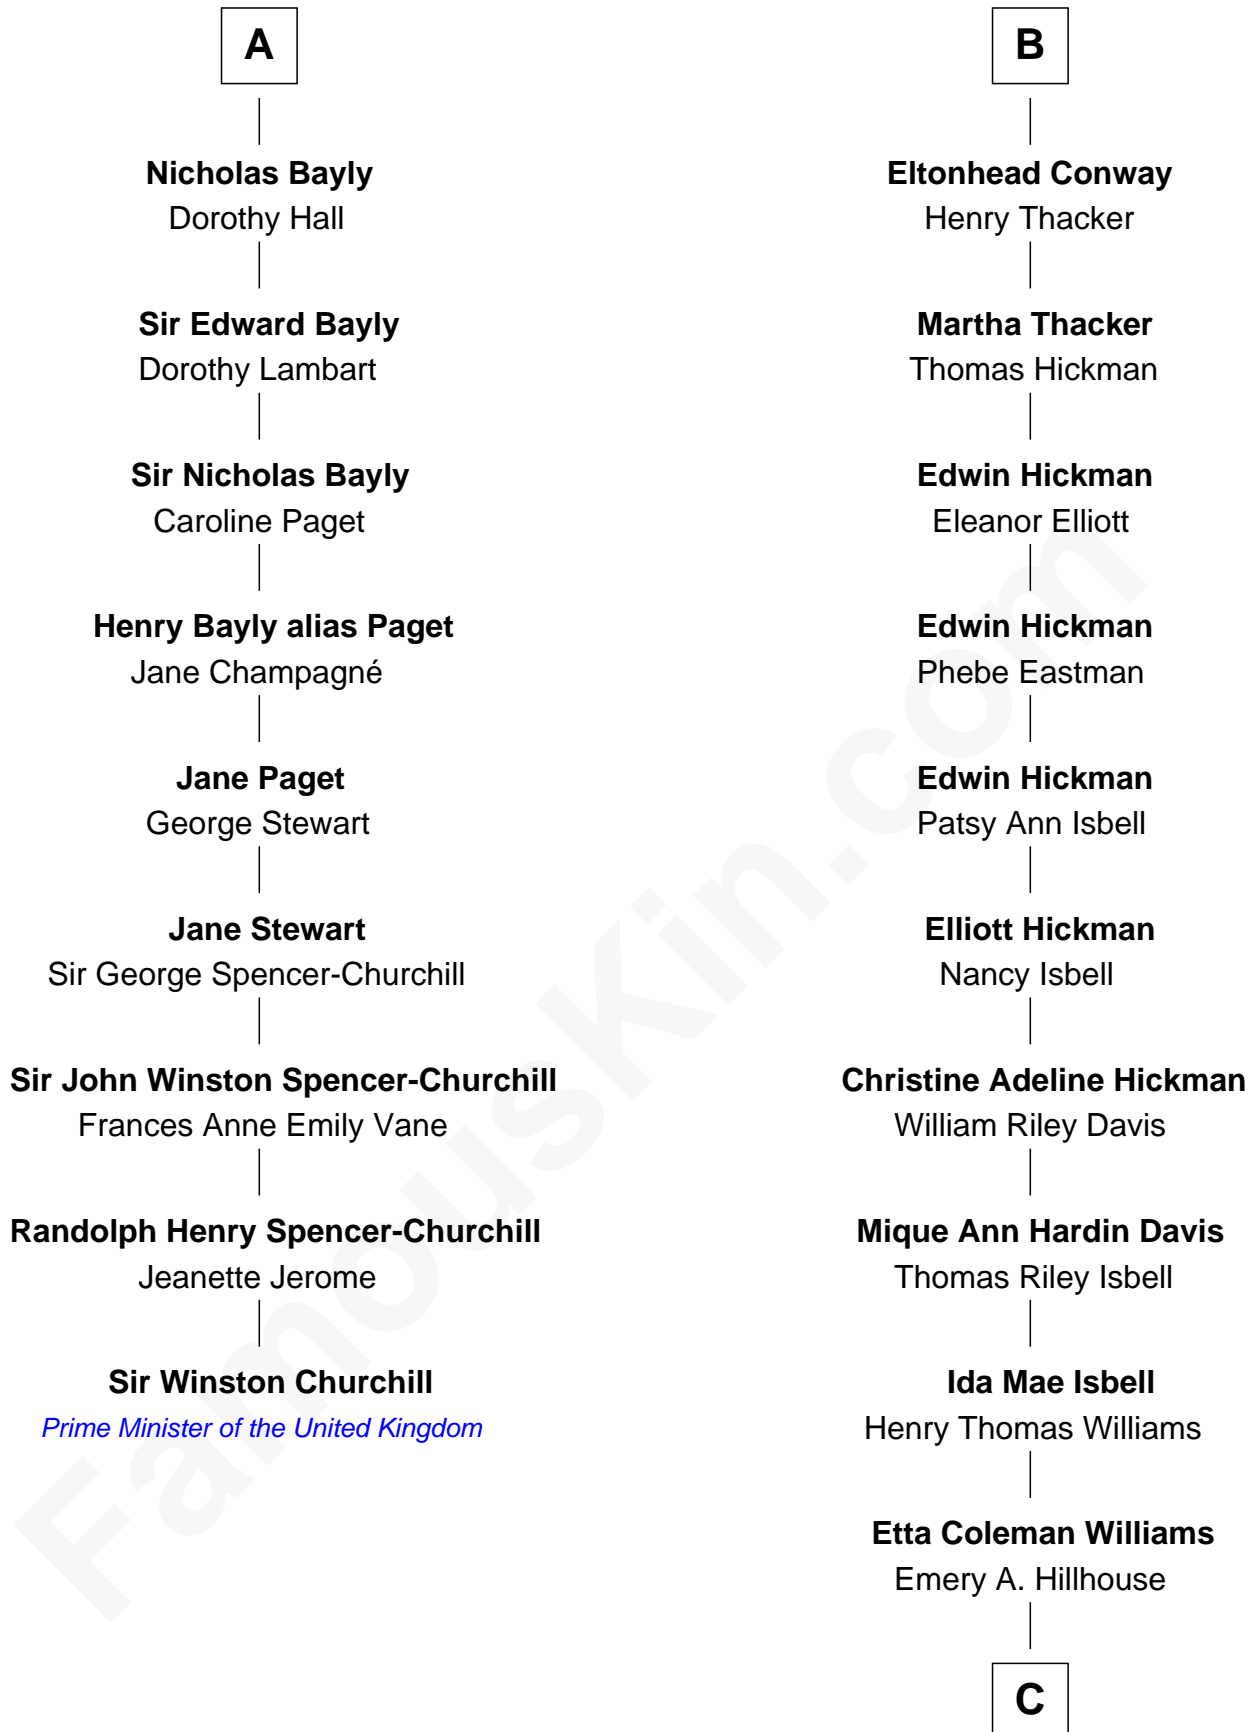 A
Nicholas Bayly
Dorothy Hall
Sir Edward Bayly
Dorothy Lambart
Sir Nicholas Bayly
Caroline Paget
Henry Bayly alias Paget
Jane Champagné
Jane Paget
George Stewart
Jane Stewart
Sir George Spencer-Churchill
Sir John Winston Spencer-Churchill
Frances Anne Emily Vane
Randolph Henry Spencer-Churchill
Jeanette Jerome
Sir Winston Churchill
Prime Minister of the United Kingdom
B
Eltonhead Conway
Henry Thacker
Martha Thacker
Thomas Hickman
Edwin Hickman
Eleanor Elliott
Edwin Hickman
Phebe Eastman
Edwin Hickman
Patsy Ann Isbell
Elliott Hickman
Nancy Isbell
Christine Adeline Hickman
William Riley Davis
Mique Ann Hardin Davis
Thomas Riley Isbell
Ida Mae Isbell
Henry Thomas Williams
Etta Coleman Williams
Emery A. Hillhouse
C
FamousKin.com